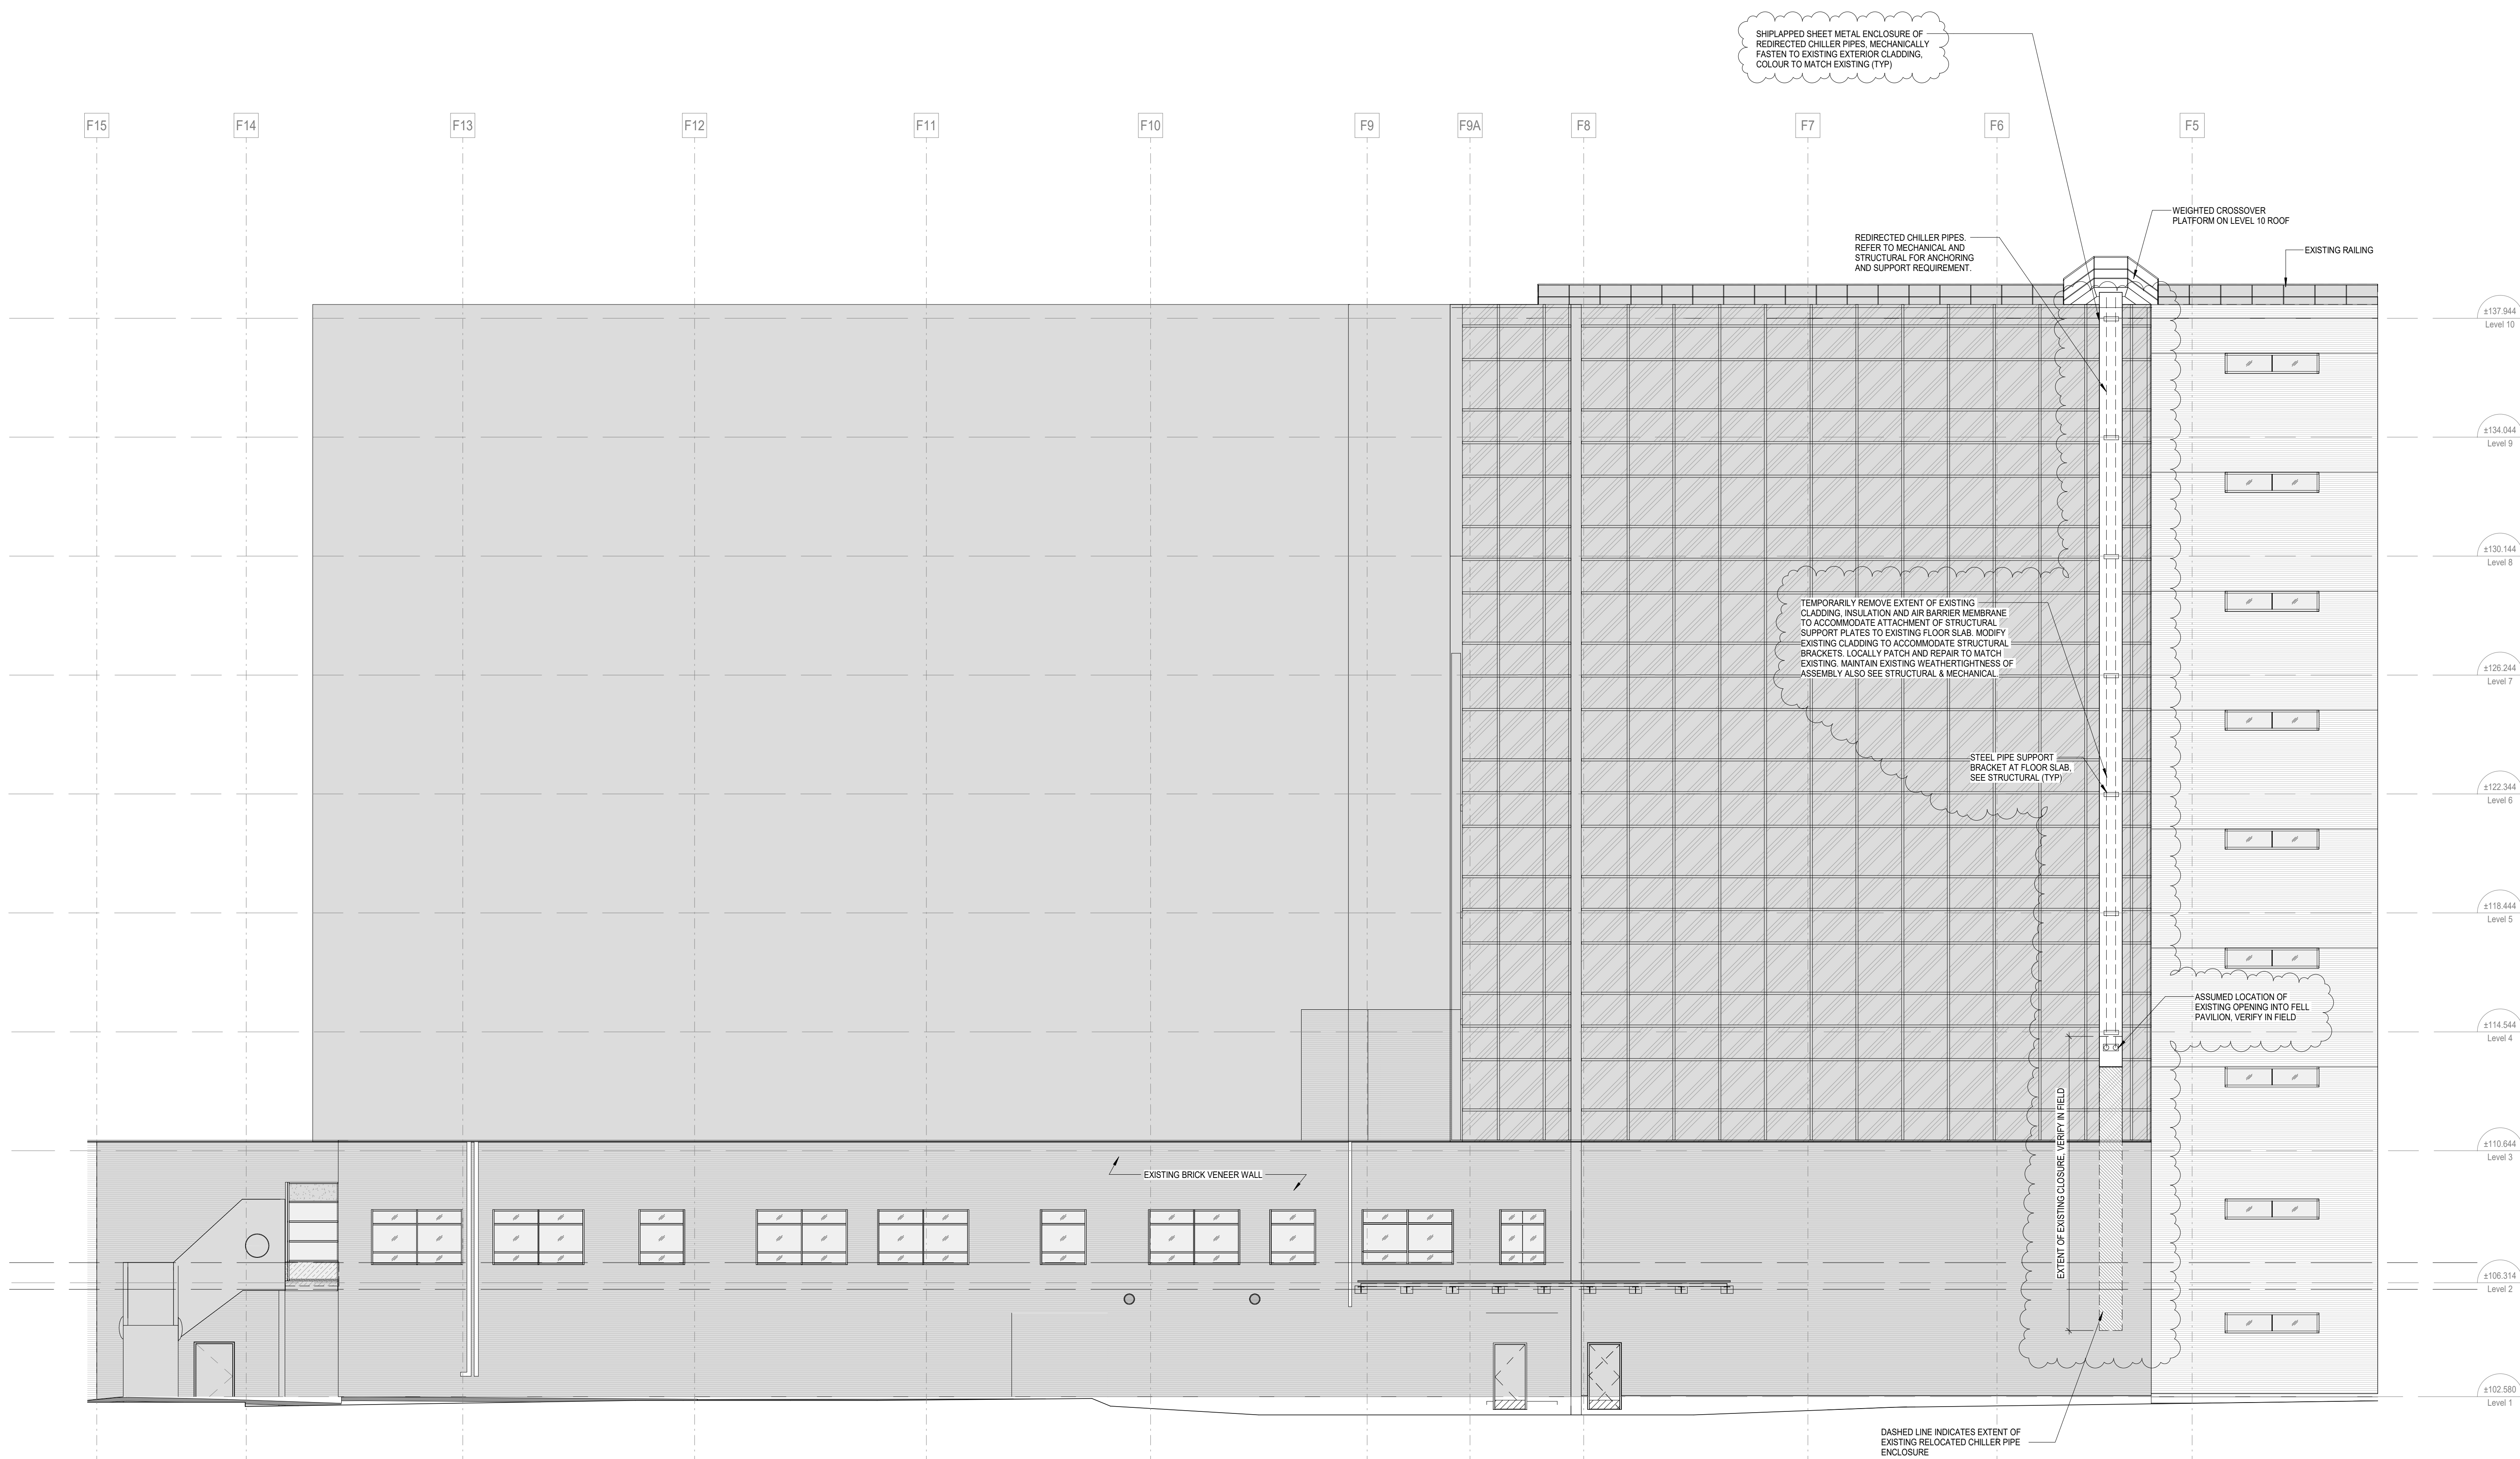 SHIPLAPPED SHEET METAL ENCLOSURE OF
REDIRECTED CHILLER PIPES, MECHANICALLY
FASTEN TO EXISTING EXTERIOR CLADDING,
COLOUR TO MATCH EXISTING (TYP)
F15
F14
F13
F12
F11
F10
F9
F9A
F8
F7
F6
F5
WEIGHTED CROSSOVER
PLATFORM ON LEVEL 10 ROOF
REDIRECTED CHILLER PIPES.
REFER TO MECHANICAL AND
STRUCTURAL FOR ANCHORING
AND SUPPORT REQUIREMENT.
EXISTING RAILING
±137.944
Level 10
±134.044
Level 9
±130.144
Level 8
TEMPORARILY REMOVE EXTENT OF EXISTING
CLADDING, INSULATION AND AIR BARRIER MEMBRANE
TO ACCOMMODATE ATTACHMENT OF STRUCTURAL
SUPPORT PLATES TO EXISTING FLOOR SLAB. MODIFY
EXISTING CLADDING TO ACCOMMODATE STRUCTURAL
BRACKETS. LOCALLY PATCH AND REPAIR TO MATCH
EXISTING. MAINTAIN EXISTING WEATHERTIGHTNESS OF
ASSEMBLY ALSO SEE STRUCTURAL & MECHANICAL.
±126.244
Level 7
STEEL PIPE SUPPORT
BRACKET AT FLOOR SLAB,
SEE STRUCTURAL (TYP)
±122.344
Level 6
±118.444
Level 5
ASSUMED LOCATION OF
EXISTING OPENING INTO FELL
PAVILION, VERIFY IN FIELD
±114.544
Level 4
EXTENT OF EXISTING CLOSURE, VERIFY IN FIELD
±110.644
Level 3
EXISTING BRICK VENEER WALL
±106.314
Level 2
±102.580
Level 1
DASHED LINE INDICATES EXTENT OF
EXISTING RELOCATED CHILLER PIPE
ENCLOSURE